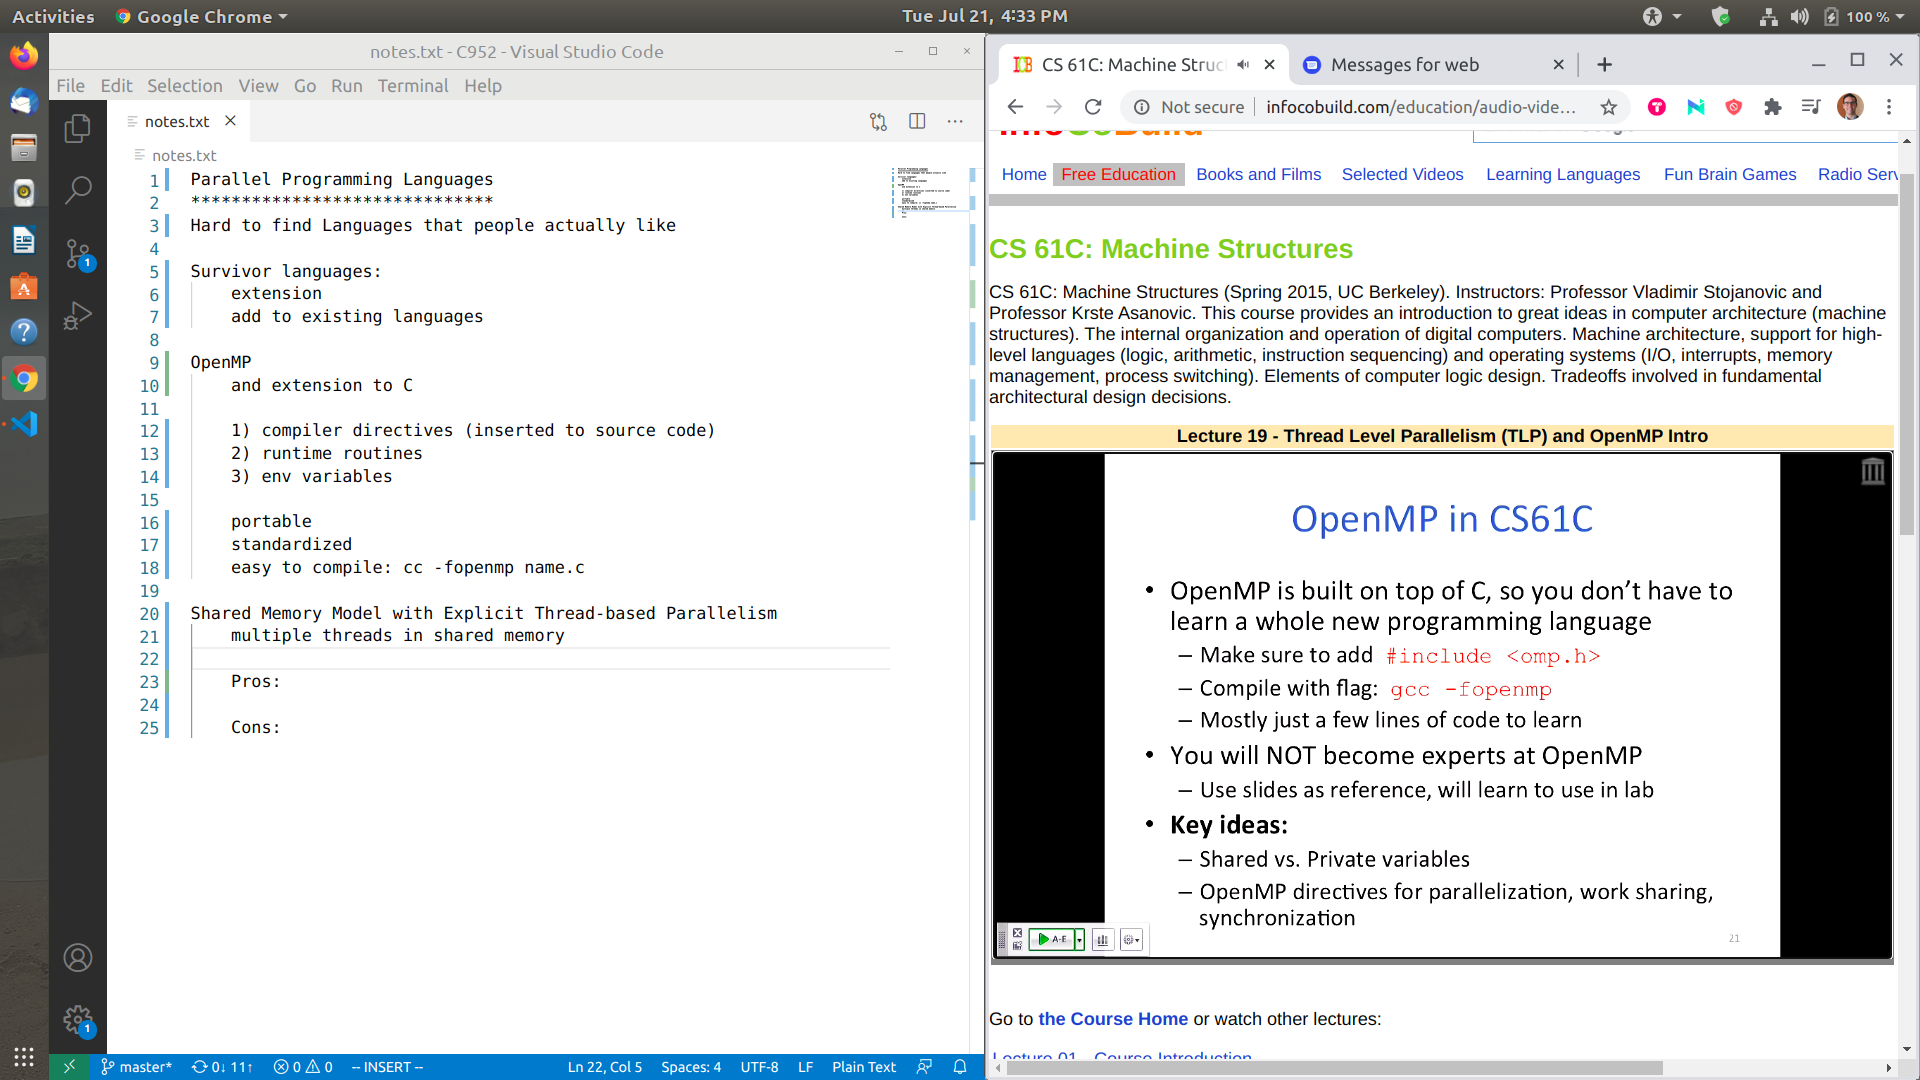 Activities
Google Chrome
Tue Jul 21, 4:33 PM
100 %
notes.txt - C952 - Visual Studio Code
File Edit Selection View Go Run Terminal Help
notes.txt
notes.txt
1 Parallel Programming Languages
2 ******************************
3 Hard to find Languages that people actually like
4
5 Survivor languages:
6 extension
7 add to existing languages
8
9 OpenMP
10 and extension to C
11
12 1) compiler directives (inserted to source code)
13 2) runtime routines
14 3) env variables
15
16 portable
17 standardized
18 easy to compile: cc -fopenmp name.c
19
20 Shared Memory Model with Explicit Thread-based Parallelism
21 multiple threads in shared memory
22
23 Pros:
24
25 Cons:
1
1
master*
0↓ 11↑
0 0
-- INSERT --
Ln 22, Col 5
Spaces: 4
UTF-8
LF
Plain Text
CS 61C: Machine Struc
Messages for web
Not secure
infocobuild.com/education/audio-vide...
InfoCoBuild
Home Free Education Books and Films Selected Videos Learning Languages Fun Brain Games Radio Serv
CS 61C: Machine Structures
CS 61C: Machine Structures (Spring 2015, UC Berkeley). Instructors: Professor Vladimir Stojanovic and
Professor Krste Asanovic. This course provides an introduction to great ideas in computer architecture (machine
structures). The internal organization and operation of digital computers. Machine architecture, support for high-
level languages (logic, arithmetic, instruction sequencing) and operating systems (I/O, interrupts, memory
management, process switching). Elements of computer logic design. Tradeoffs involved in fundamental
architectural design decisions.
Lecture 19 - Thread Level Parallelism (TLP) and OpenMP Intro
OpenMP in CS61C
• OpenMP is built on top of C, so you don’t have to
learn a whole new programming language
– Make sure to add #include <omp.h>
– Compile with flag: gcc -fopenmp
– Mostly just a few lines of code to learn
• You will NOT become experts at OpenMP
– Use slides as reference, will learn to use in lab
• Key ideas:
– Shared vs. Private variables
– OpenMP directives for parallelization, work sharing,
synchronization
A-E
21
Go to the Course Home or watch other lectures:
Lecture 01 - Course Introduction